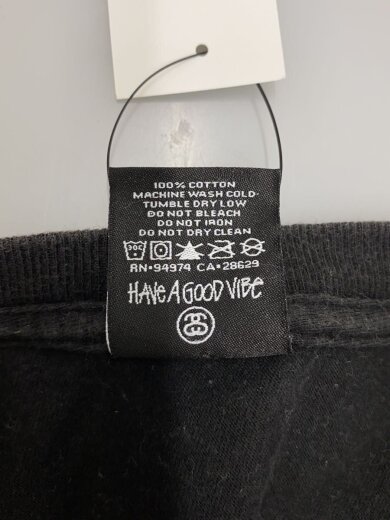 100% COTTON
MACHINE WASH COLD-
TUMBLE DRY LOW
DO NOT BLEACH
DO NOT IRON
DO NOT DRY CLEAN
RN•94974 CA•28629
HAVE A GOOD VIBE